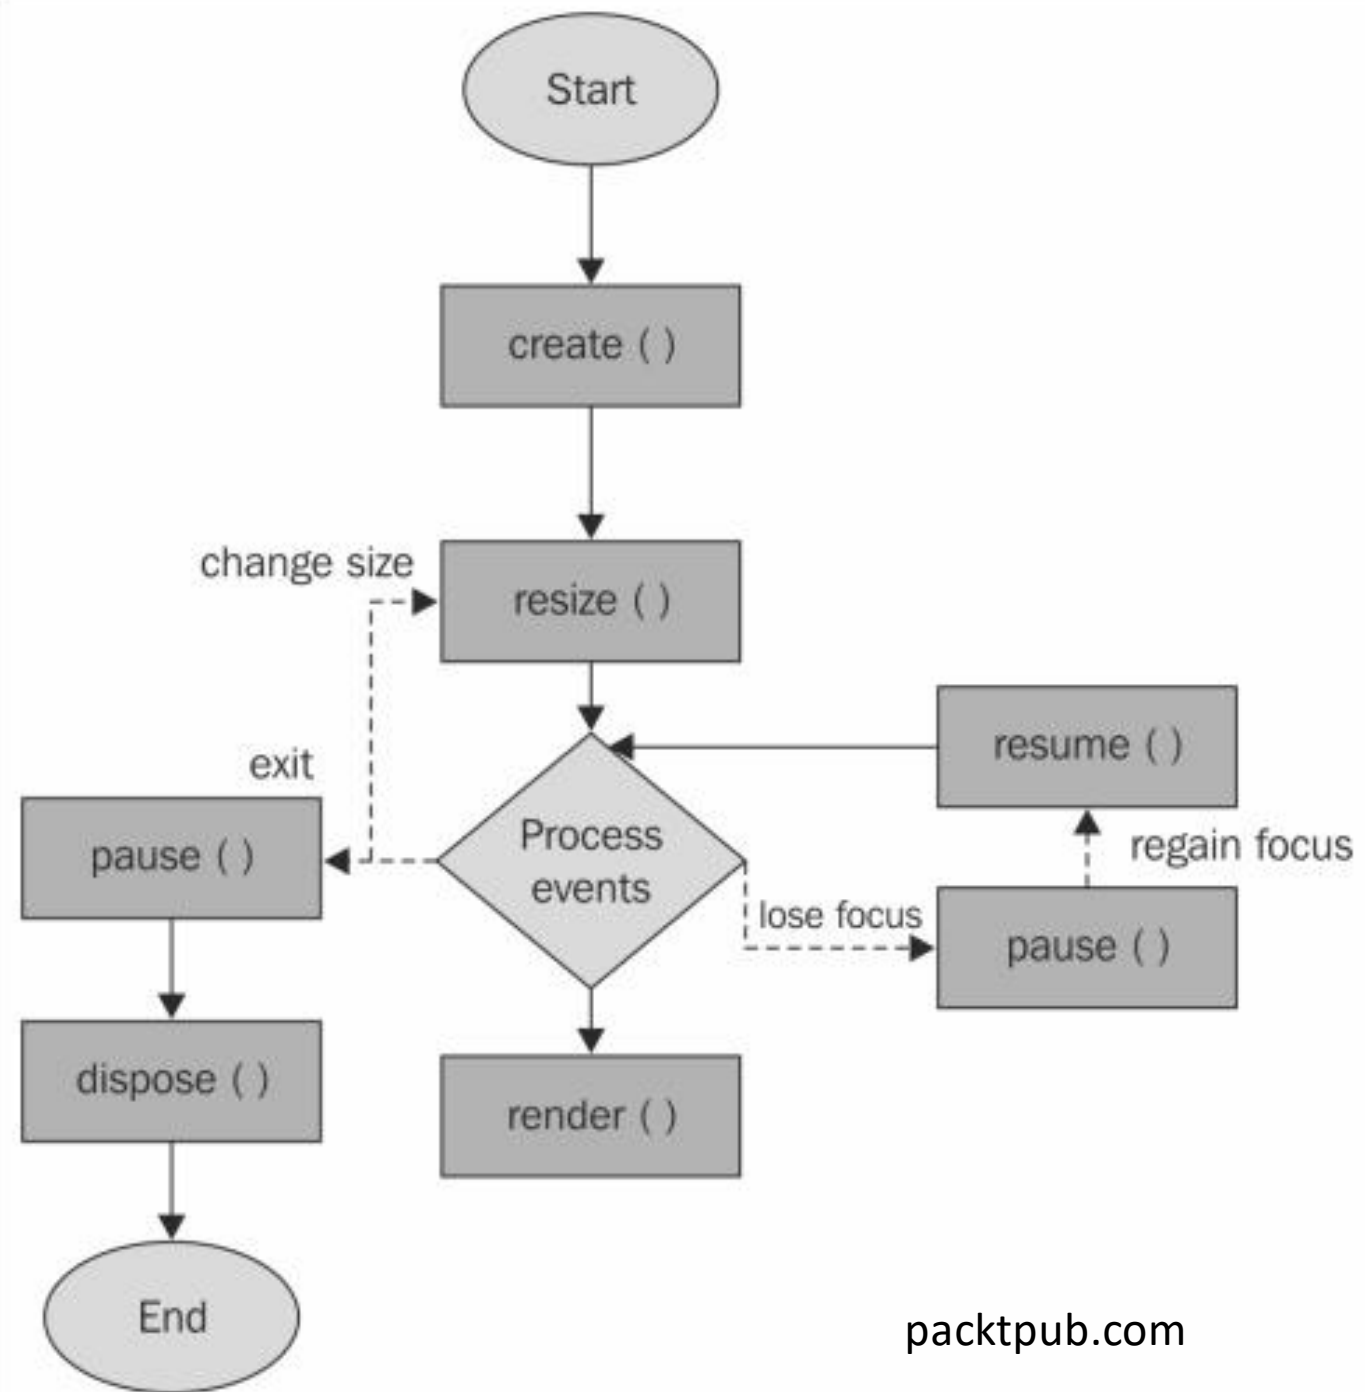 Start
create ( )
change size
resize ( )
resume ( )
exit
Process
events
pause ( )
regain focus
lose focus
pause ( )
dispose ( )
render ( )
End
packtpub.com